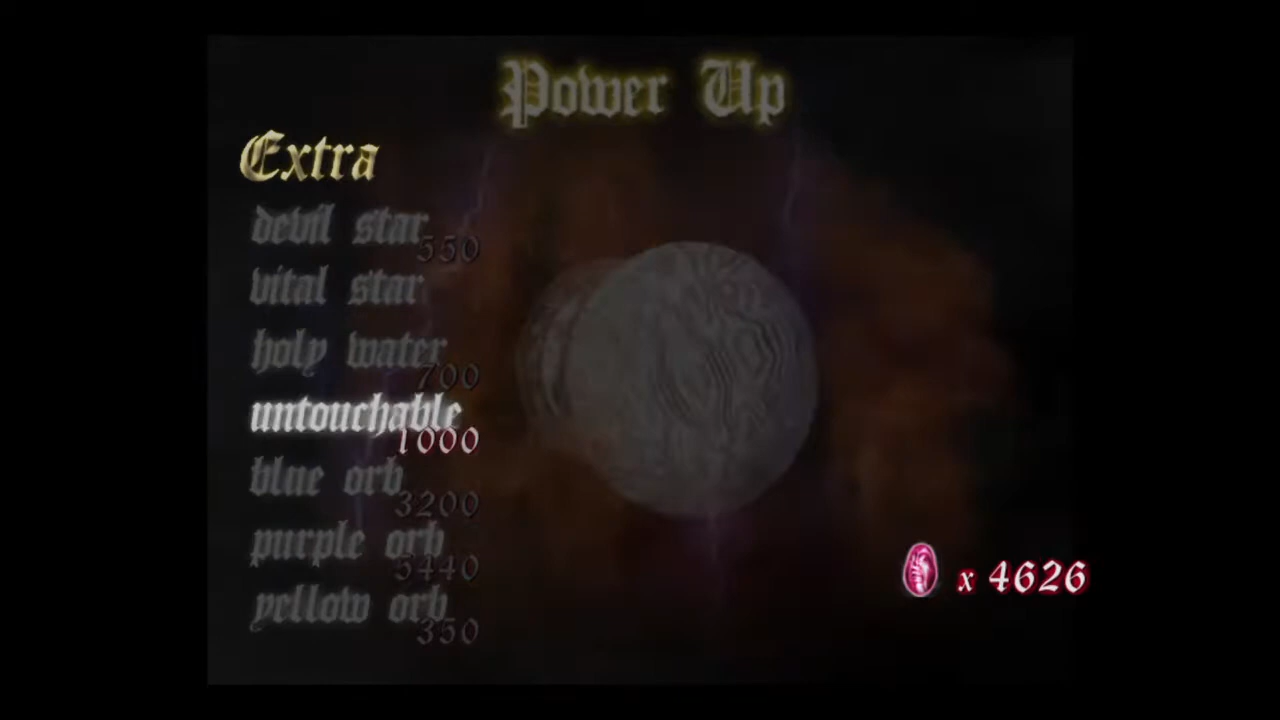 Power Up
Extra
devil star
550
vital star
holy water
700
untouchable
1000
blue orb
3200
purple orb
5440
yellow orb
350
x 4626